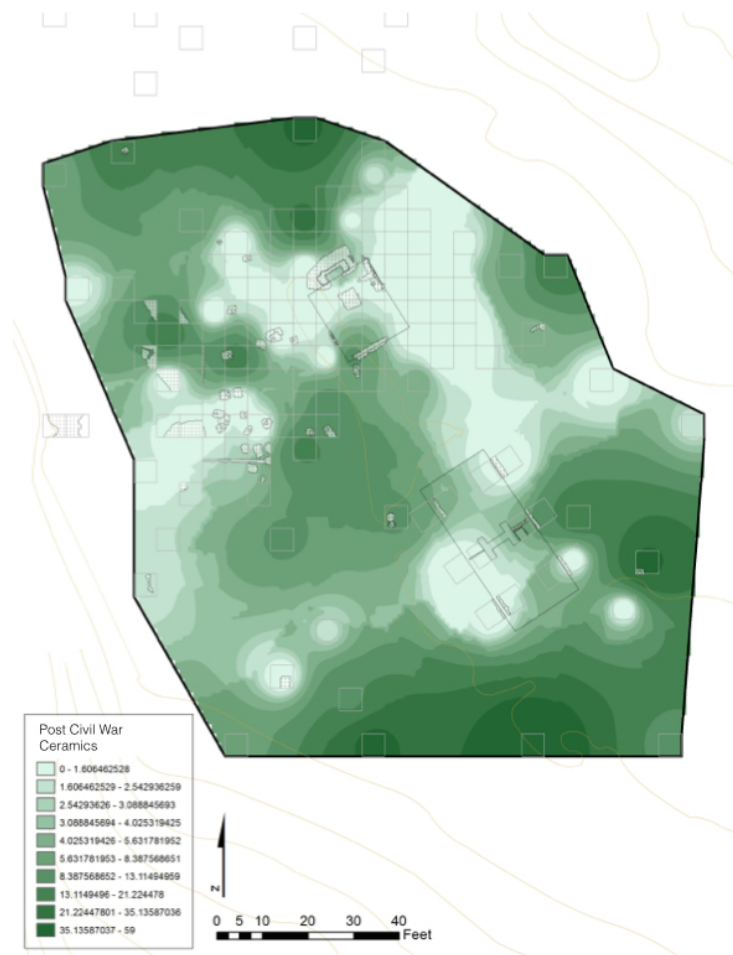 Post Civil War
Ceramics
0 - 1.606462528
1.606462529 - 2.542936259
2.54293626 - 3.088845693
3.088845694 - 4.025319425
4.025319426 - 5.631781952
5.631781953 - 8.387568651
8.387568652 - 13.11494959
13.1149496 - 21.224478
21.22447801 - 35.13587036
35.13587037 - 59
N
0 5 10 20 30 40
Feet